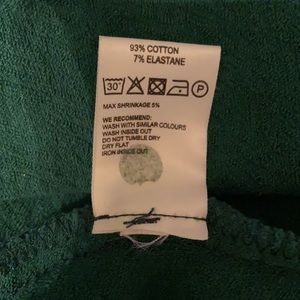 93% COTTON
7% ELASTANE
30° P
MAX SHRINKAGE 5%
WE RECOMMEND:
WASH WITH SIMILAR COLOURS
WASH INSIDE OUT
DO NOT TUMBLE DRY
DRY FLAT
IRON INSIDE OUT